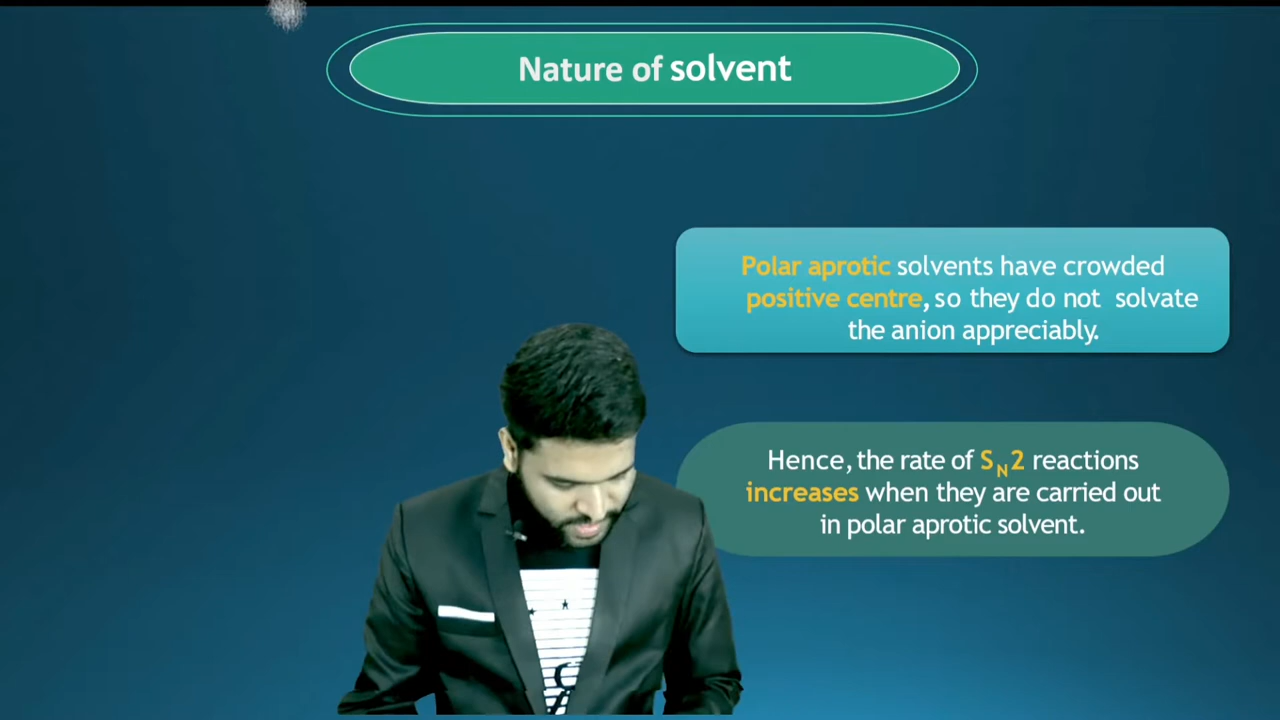 Nature of solvent
Polar aprotic solvents have crowded
positive centre, so they do not solvate
the anion appreciably.
Hence, the rate of SN2 reactions
increases when they are carried out
in polar aprotic solvent.